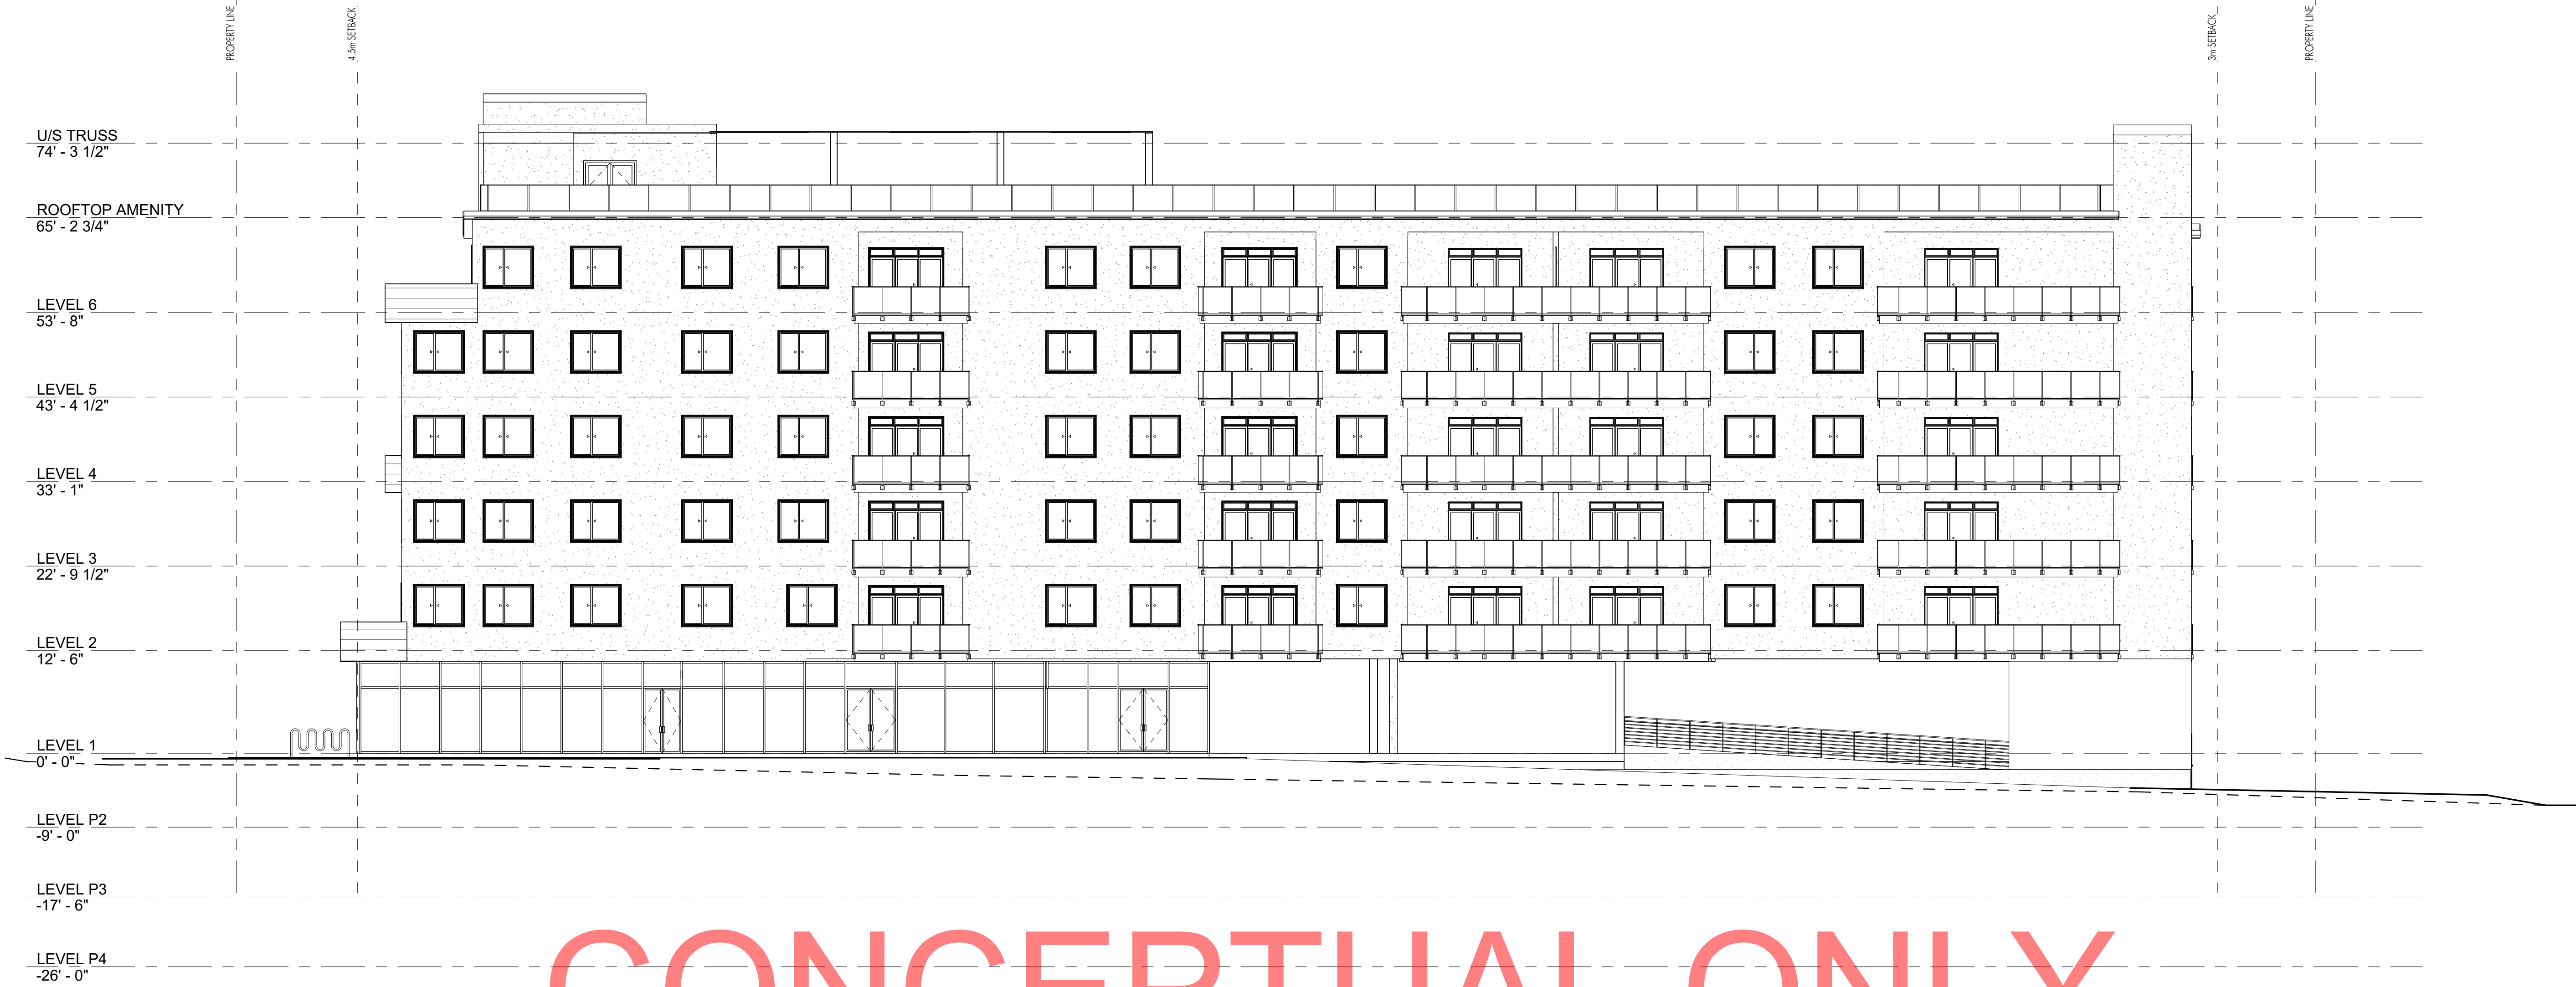 PROPERTY LINE
4.5m SETBACK
3m SETBACK
PROPERTY LINE
U/S TRUSS
74' - 3 1/2"
ROOFTOP AMENITY
65' - 2 3/4"
LEVEL 6
53' - 8"
LEVEL 5
43' - 4 1/2"
LEVEL 4
33' - 1"
LEVEL 3
22' - 9 1/2"
LEVEL 2
12' - 6"
LEVEL 1
0' - 0"
LEVEL P2
-9' - 0"
LEVEL P3
-17' - 6"
LEVEL P4
-26' - 0"
CONCEPTUAL ONLY